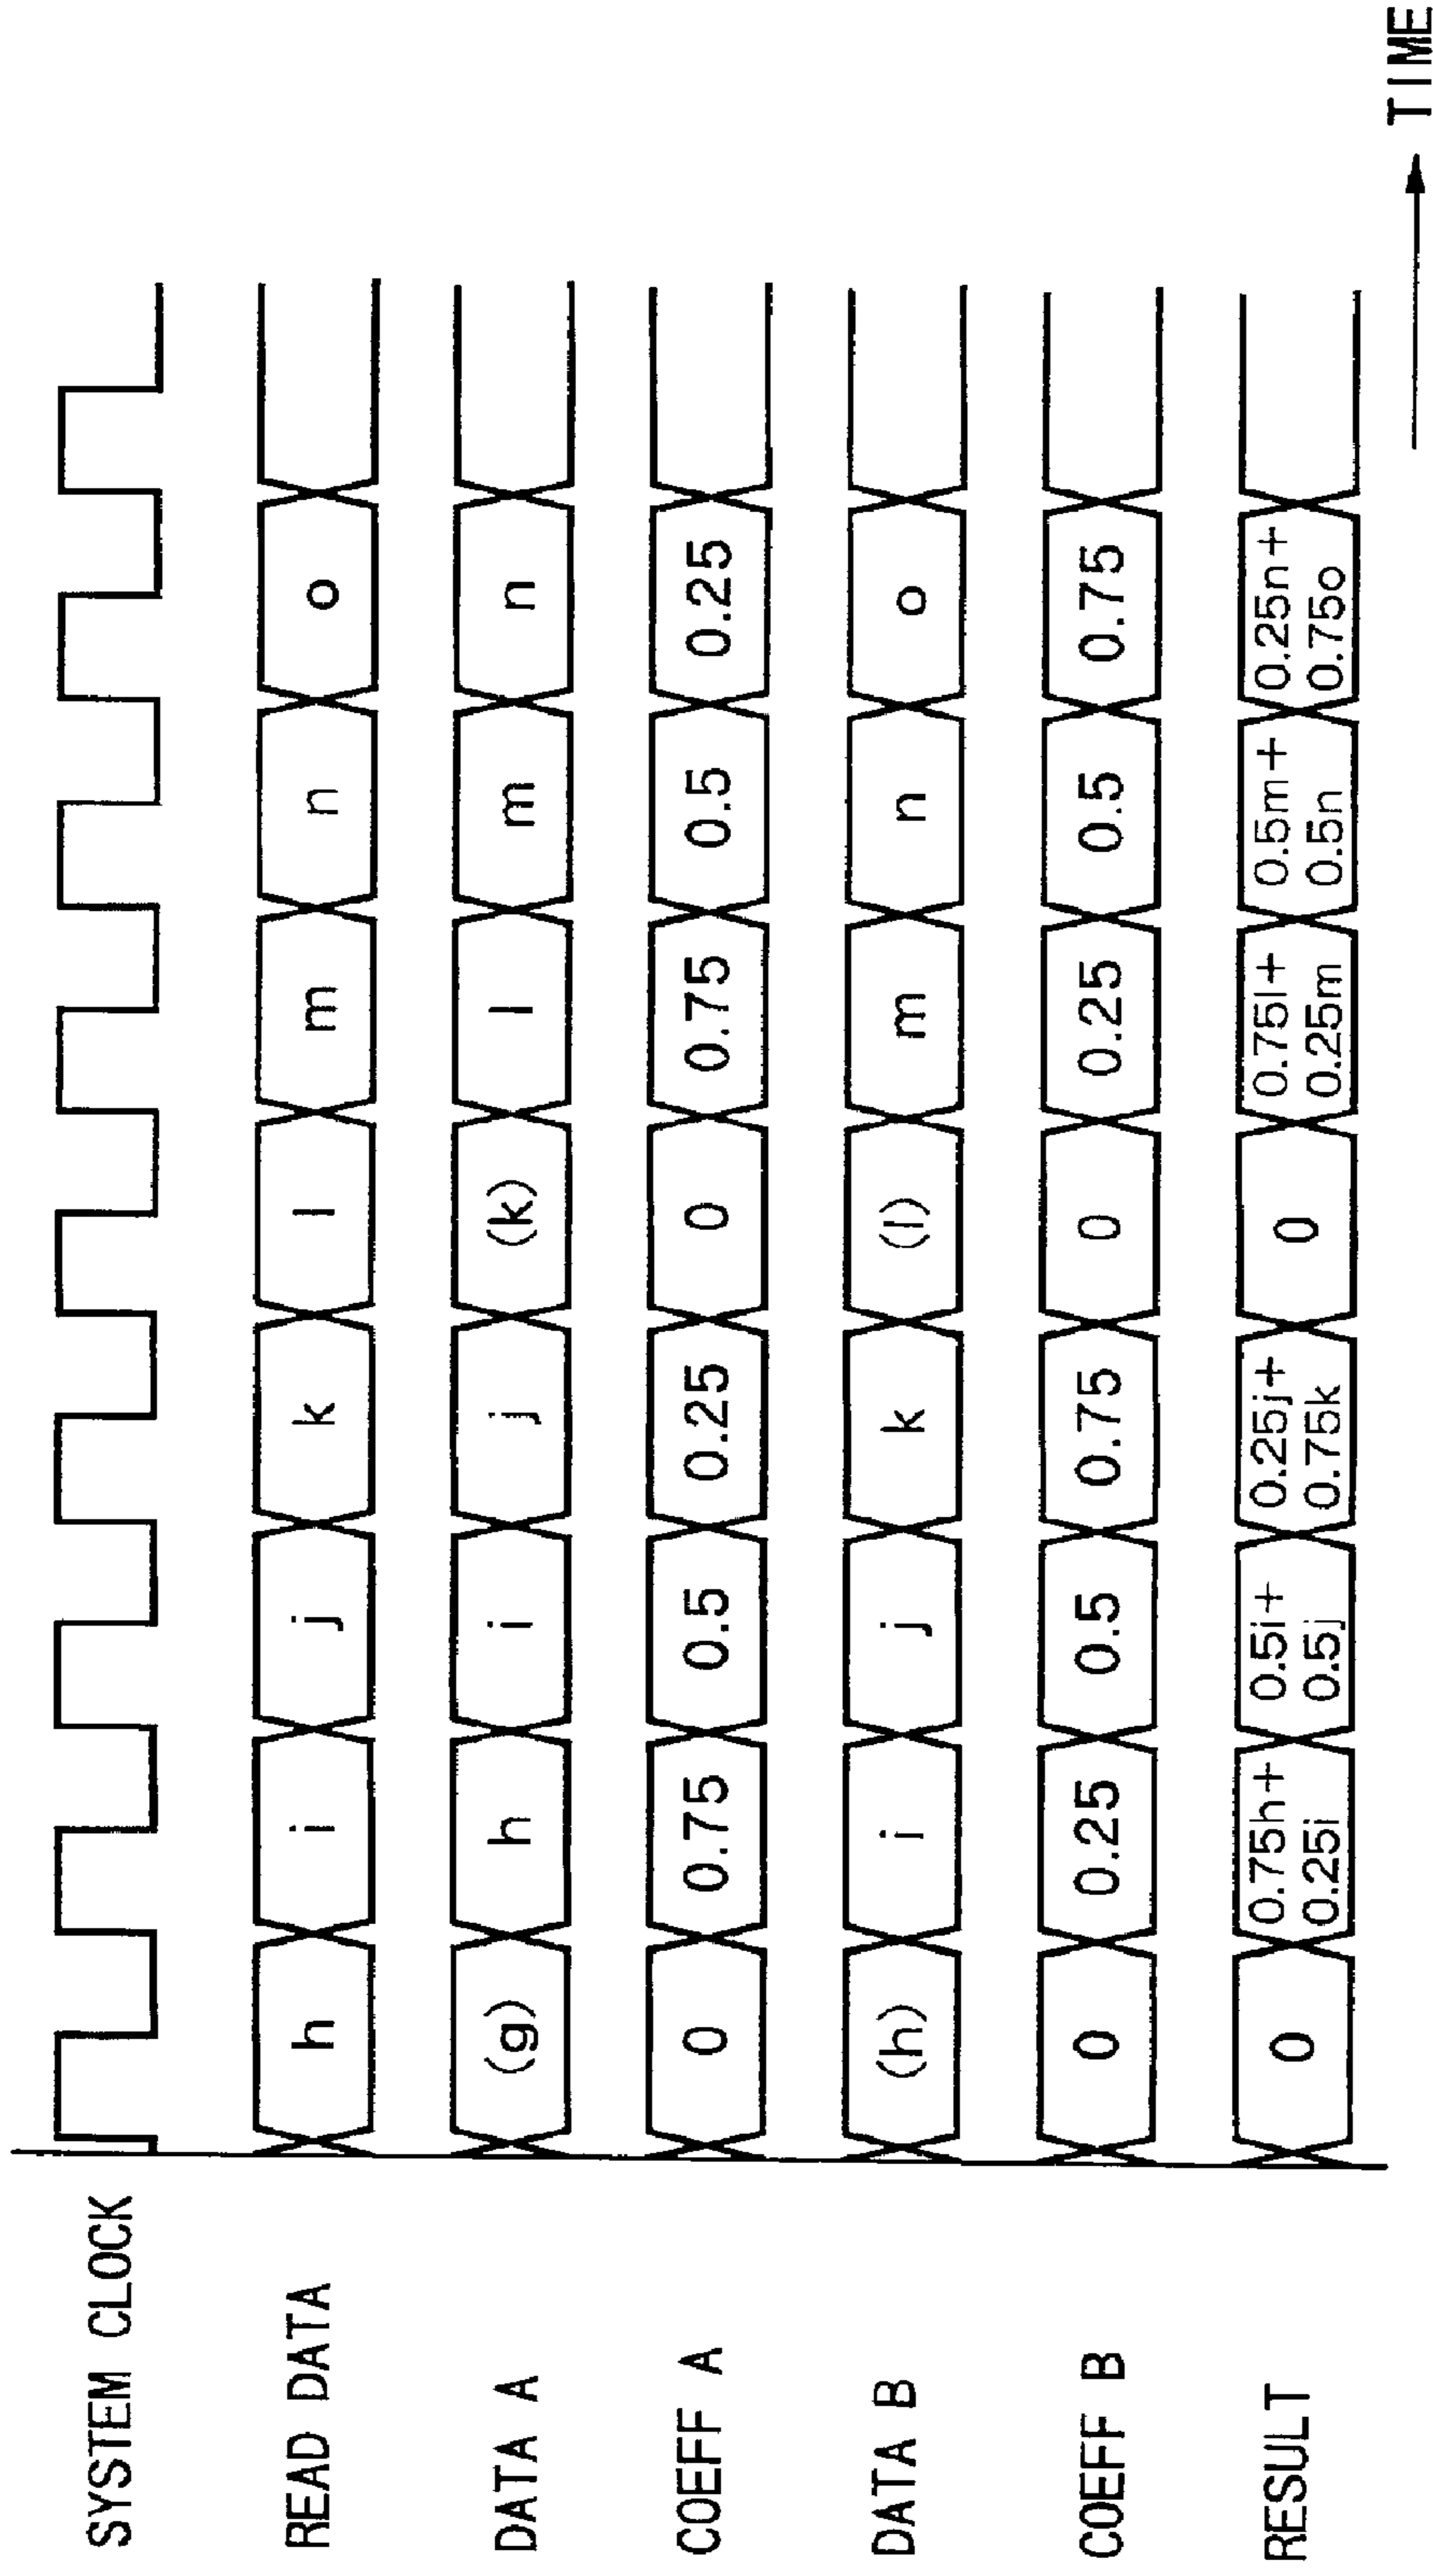 SYSTEM CLOCK
READ DATA h i j k l m n o
DATA A (g) h i j (k) l m n
COEFF A 0 0.75 0.5 0.25 0 0.75 0.5 0.25
DATA B (h) i j k (l) m n o
COEFF B 0 0.25 0.5 0.75 0 0.25 0.5 0.75
RESULT 0 0.75h+ 0.5i+ 0.25j+ 0 0.75l+ 0.5m+ 0.25n+
0.25i 0.5j 0.75k 0.25m 0.5n 0.75o
TIME